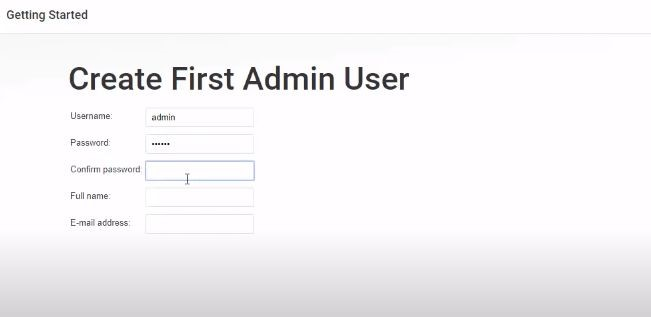 Getting Started
Create First Admin User
Username: admin
Password: ••••••
Confirm password:
Full name:
E-mail address: